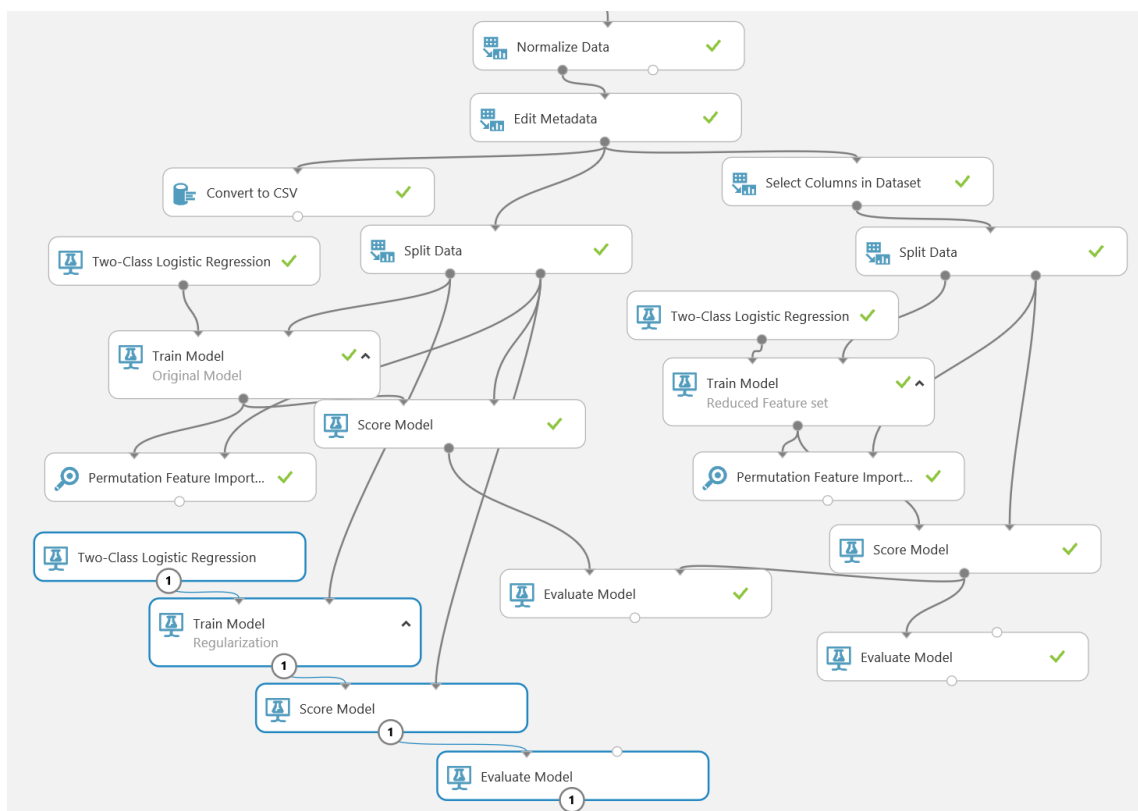 Normalize Data
Edit Metadata
Convert to CSV
Select Columns in Dataset
Split Data
Split Data
Two-Class Logistic Regression
Two-Class Logistic Regression
Train Model
Original Model
Train Model
Reduced Feature set
Score Model
Permutation Feature Import...
Permutation Feature Import...
Score Model
Two-Class Logistic Regression
1
Evaluate Model
Train Model
Regularization
1
Evaluate Model
Score Model
1
Evaluate Model
1